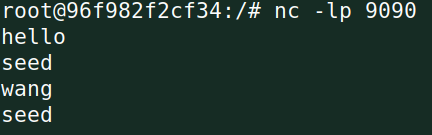 root@96f982f2cf34:/# nc -lp 9090
hello
seed
wang
seed